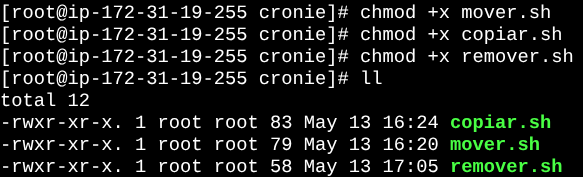 [root@ip-172-31-19-255 cronie]# chmod +x mover.sh
[root@ip-172-31-19-255 cronie]# chmod +x copiar.sh
[root@ip-172-31-19-255 cronie]# chmod +x remover.sh
[root@ip-172-31-19-255 cronie]# ll
total 12
-rwxr-xr-x. 1 root root 83 May 13 16:24 copiar.sh
-rwxr-xr-x. 1 root root 79 May 13 16:20 mover.sh
-rwxr-xr-x. 1 root root 58 May 13 17:05 remover.sh